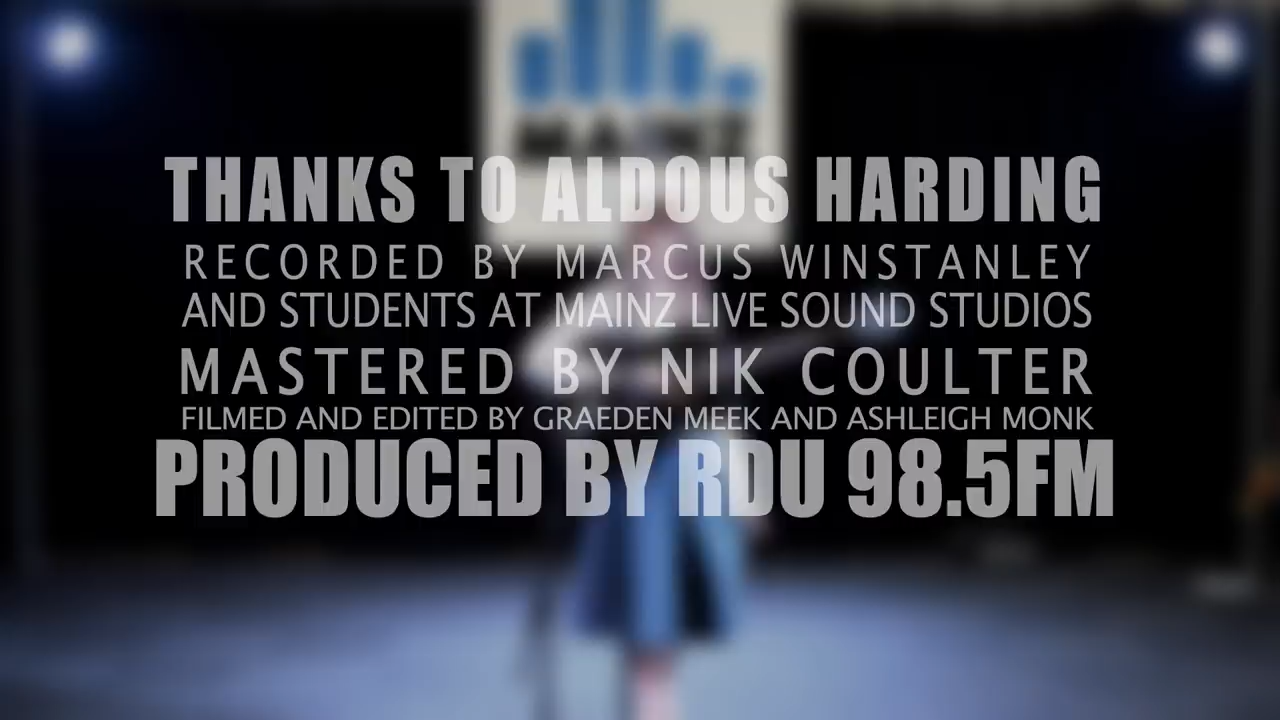 MAINZ
THANKS TO ALDOUS HARDING
RECORDED BY MARCUS WINSTANLEY
AND STUDENTS AT MAINZ LIVE SOUND STUDIOS
MASTERED BY NIK COULTER
FILMED AND EDITED BY GRAEDEN MEEK AND ASHLEIGH MONK
PRODUCED BY RDU 98.5FM